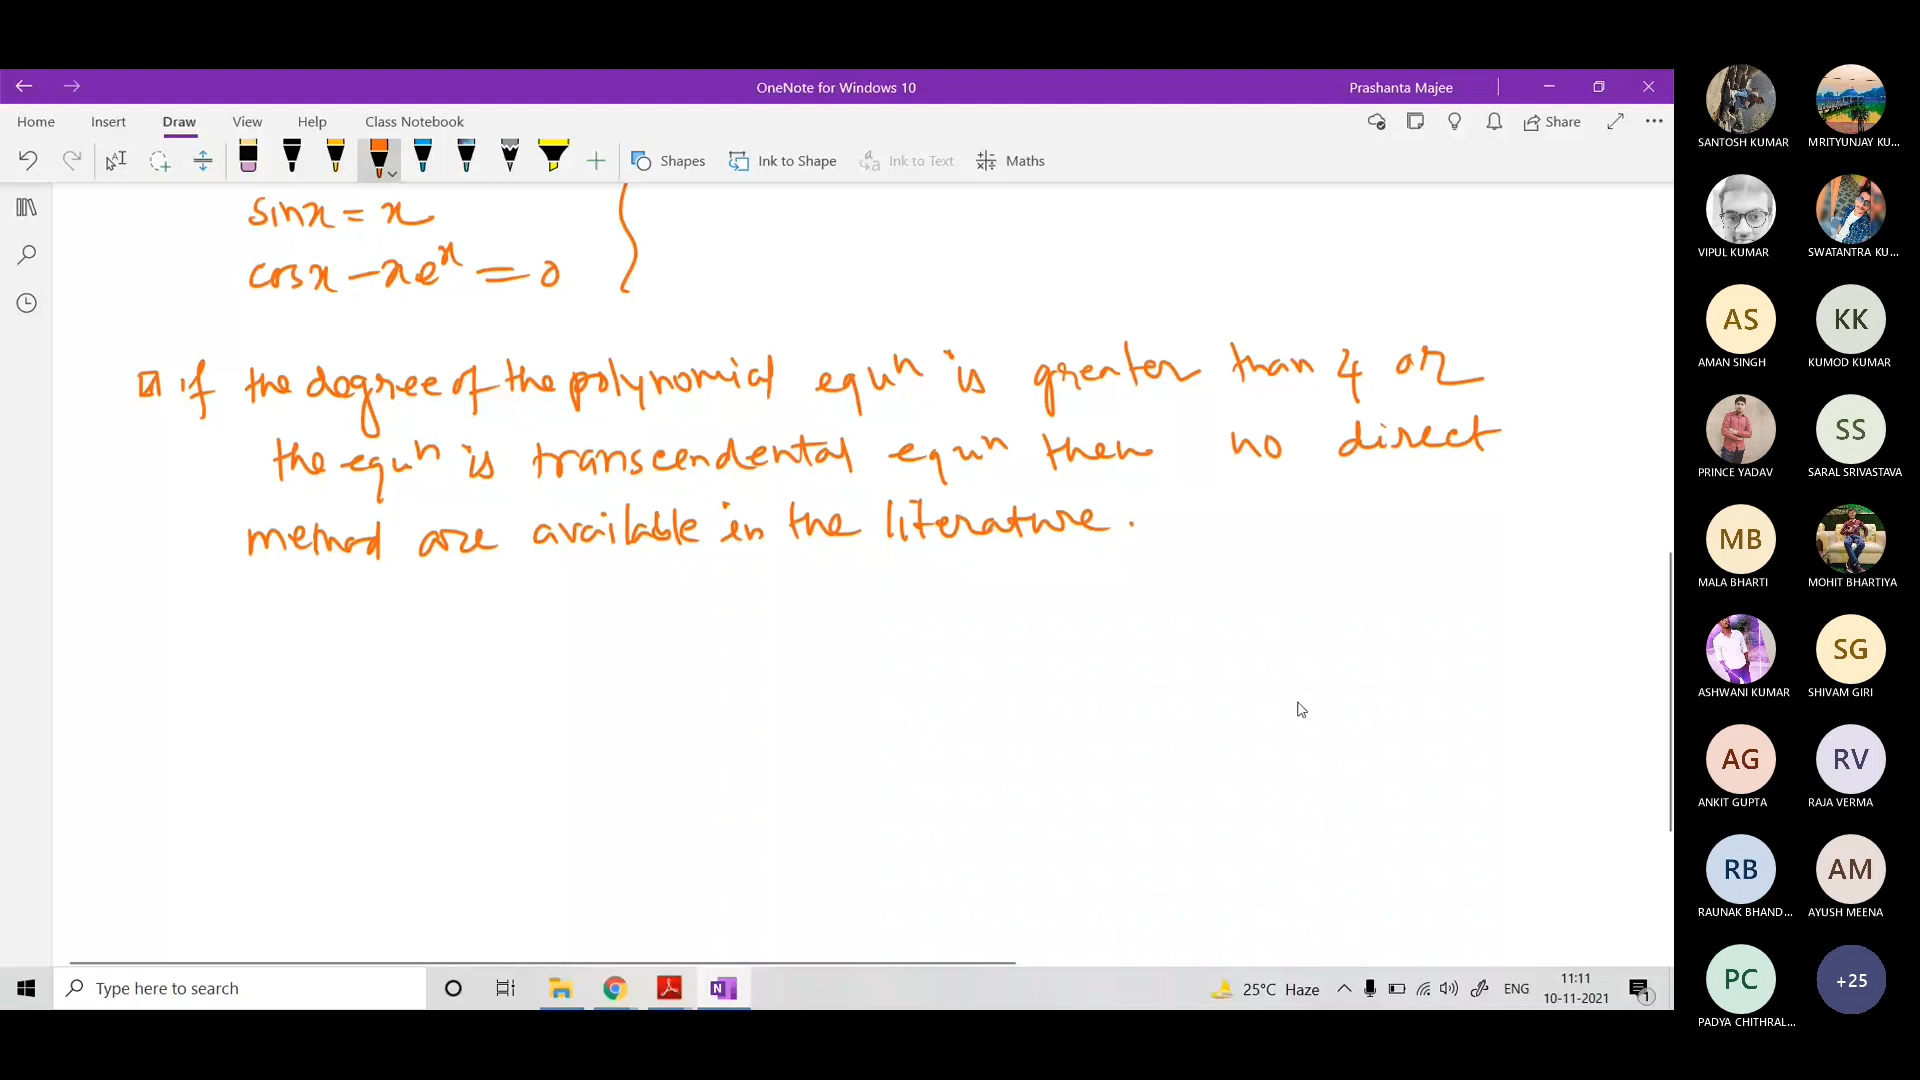 OneNote for Windows 10
Prashanta Majee
Home Insert Draw View Help Class Notebook
Share
Shapes Ink to Shape Ink to Text Maths
sinx = x
cosx - xe^x = 0
if the degree of the polynomial equⁿ is greater than 4 or
the equⁿ is transcendental equⁿ then no direct
method are available in the literature.
SANTOSH KUMAR
MRITYUNJAY KU...
VIPUL KUMAR
SWATANTRA KU...
AS
AMAN SINGH
KK
KUMOD KUMAR
PRINCE YADAV
SS
SARAL SRIVASTAVA
MB
MALA BHARTI
MOHIT BHARTIYA
ASHWANI KUMAR
SG
SHIVAM GIRI
AG
ANKIT GUPTA
RV
RAJA VERMA
RB
RAUNAK BHAND...
AM
AYUSH MEENA
PC
PADYA CHITHRAL...
+25
Type here to search
25°C Haze
ENG
11:11
10-11-2021
1